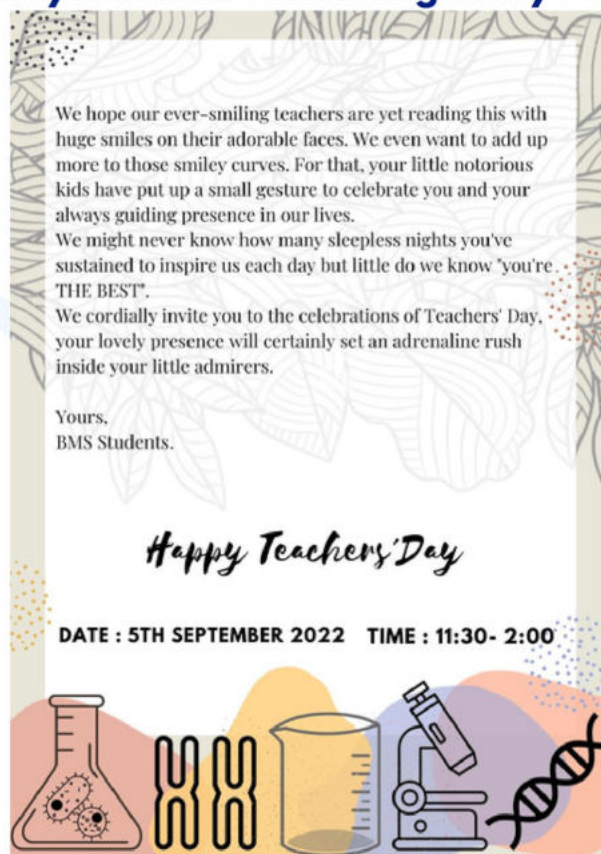 We hope our ever-smiling teachers are yet reading this with
huge smiles on their adorable faces. We even want to add up
more to those smiley curves. For that, your little notorious
kids have put up a small gesture to celebrate you and your
always guiding presence in our lives.
We might never know how many sleepless nights you've
sustained to inspire us each day but little do we know "you're
THE BEST".
We cordially invite you to the celebrations of Teachers' Day,
your lovely presence will certainly set an adrenaline rush
inside your little admirers.
Yours,
BMS Students.
Happy Teachers' Day
DATE : 5TH SEPTEMBER 2022 TIME : 11:30- 2:00